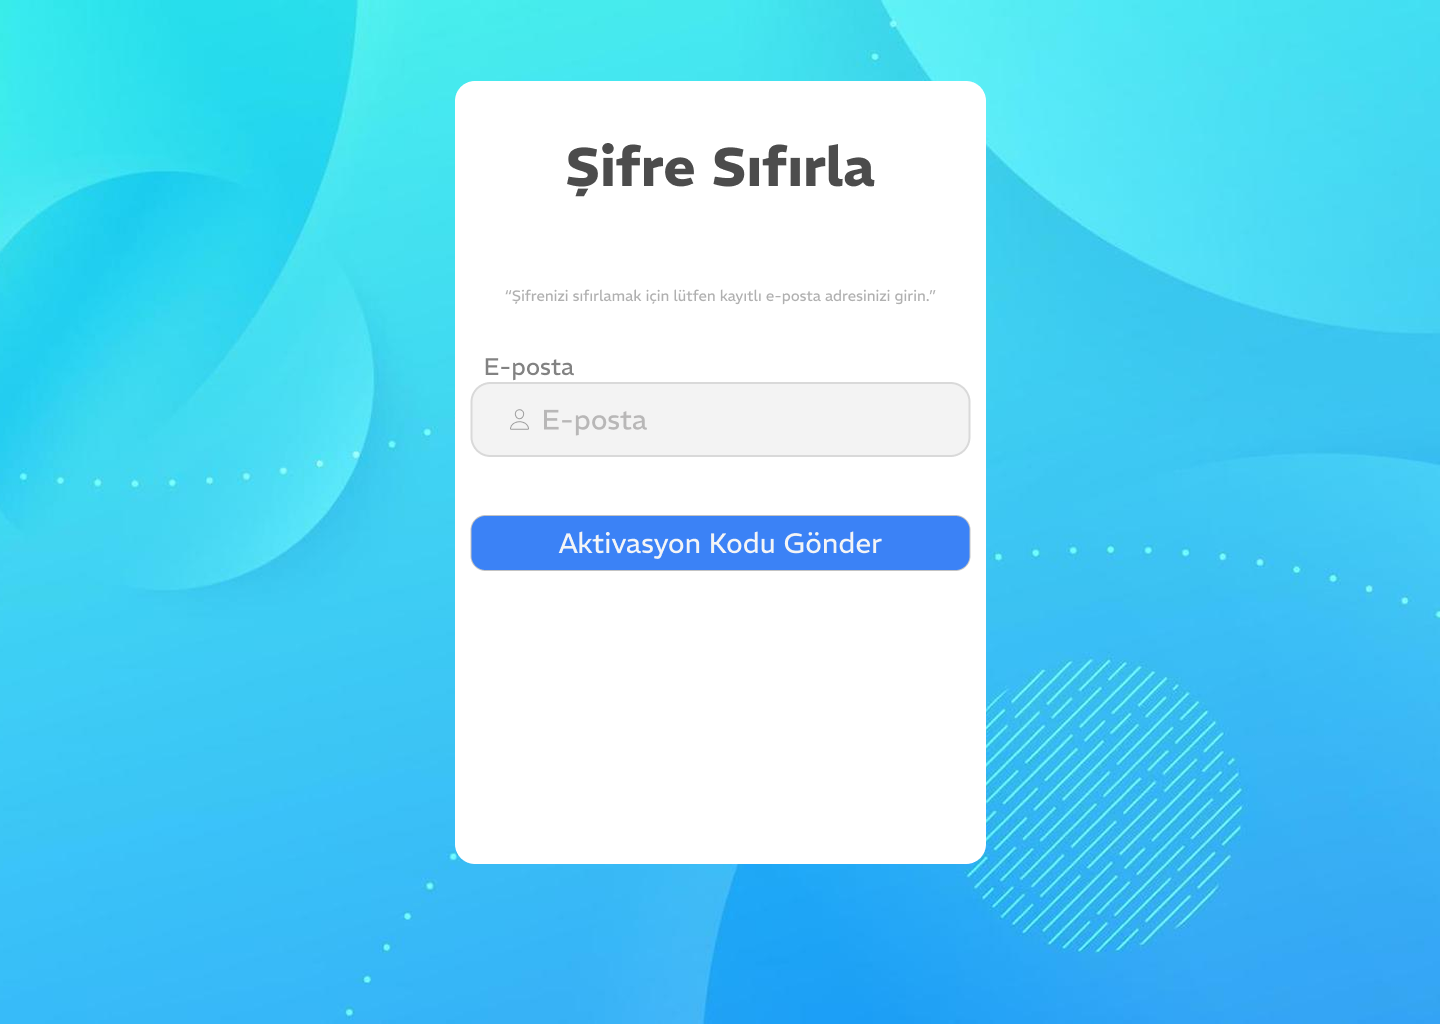 Şifre Sıfırla
“Şifrenizi sıfırlamak için lütfen kayıtlı e-posta adresinizi girin.”
E-posta
E-posta
Aktivasyon Kodu Gönder